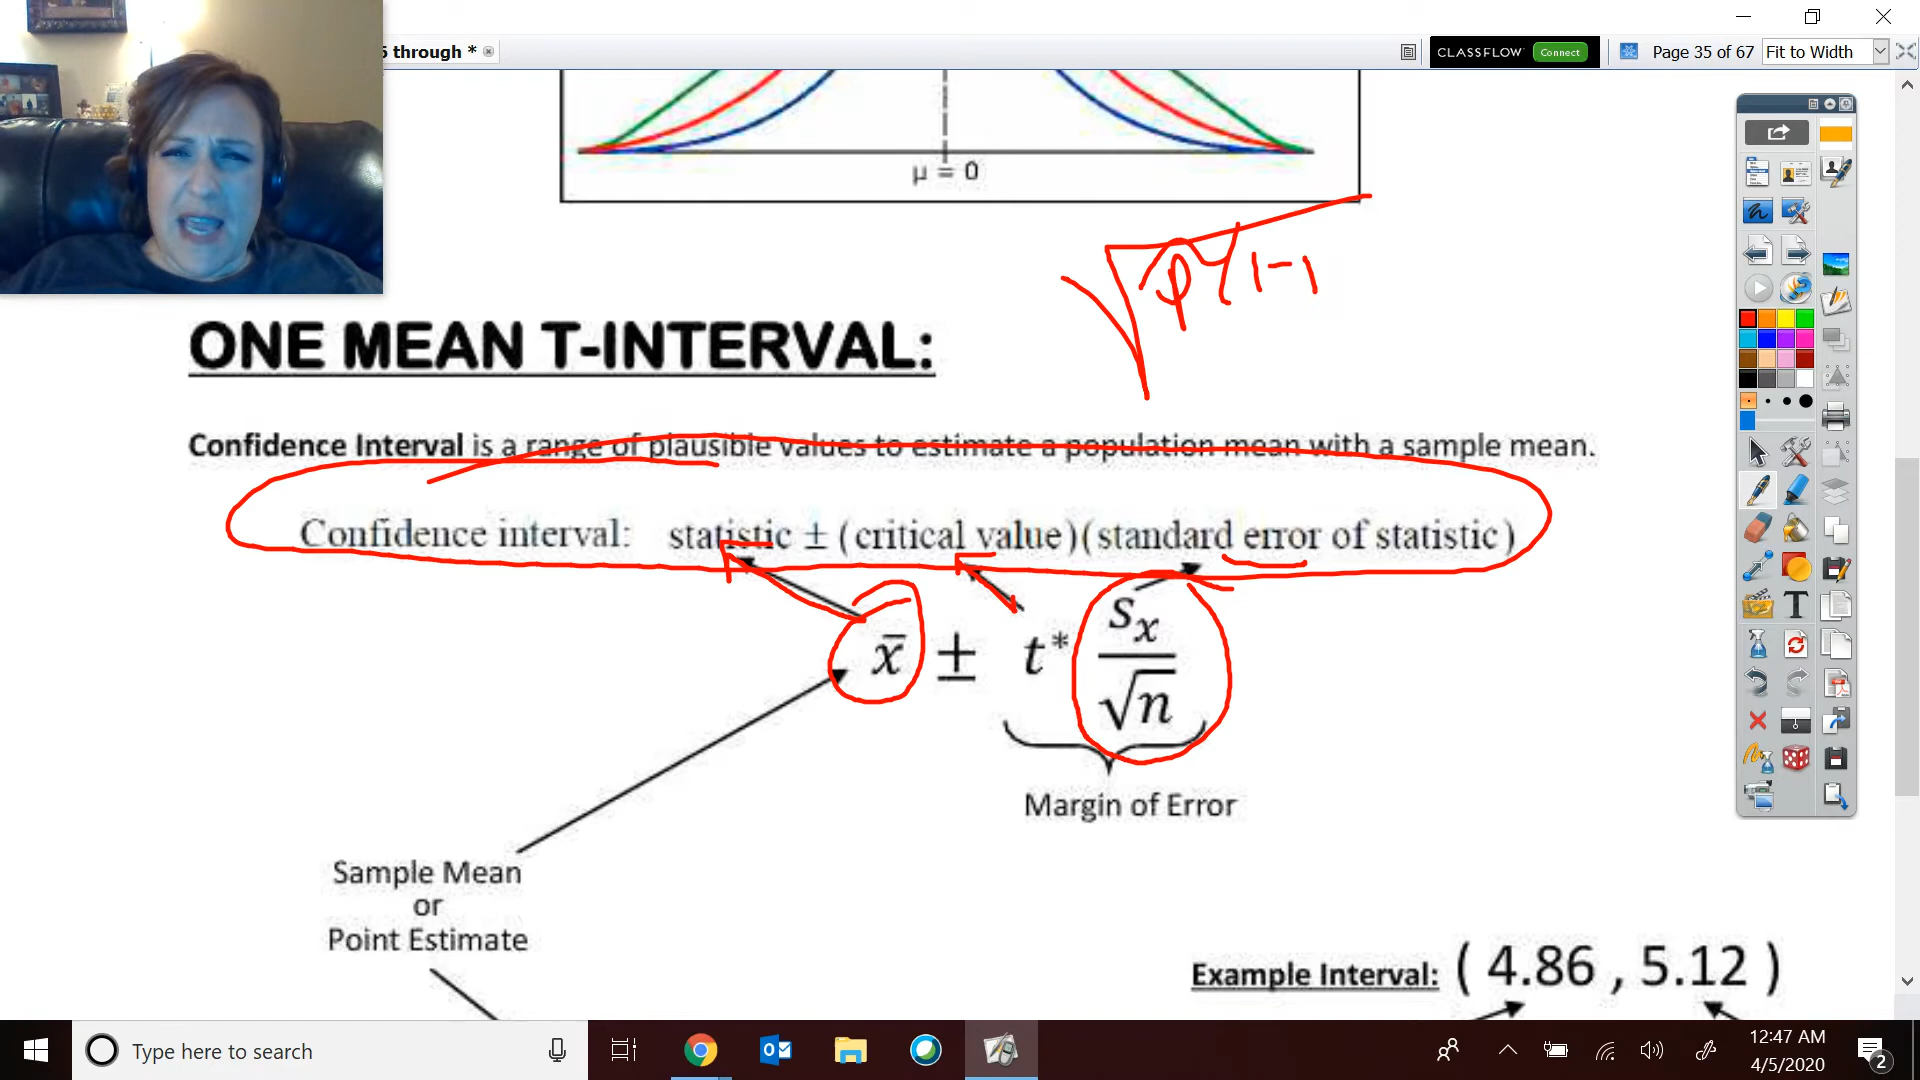 5 through *
CLASSFLOW Connect
Page 35 of 67 Fit to Width
μ = 0
√p̂(1-1
ONE MEAN T-INTERVAL:
Confidence Interval is a range of plausible values to estimate a population mean with a sample mean.
Confidence interval: statistic ± (critical value)(standard error of statistic)
x̄ ± t* sₓ/√n
Margin of Error
Sample Mean
or
Point Estimate
Example Interval: ( 4.86 , 5.12 )
Type here to search
12:47 AM
4/5/2020
2